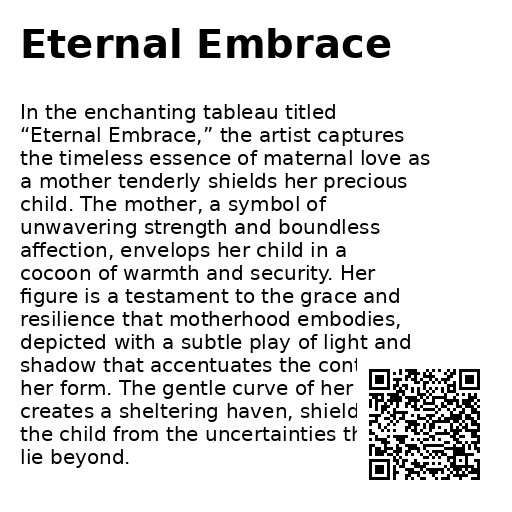 Eternal Embrace
In the enchanting tableau titled
“Eternal Embrace,” the artist captures
the timeless essence of maternal love as
a mother tenderly shields her precious
child. The mother, a symbol of
unwavering strength and boundless
affection, envelops her child in a
cocoon of warmth and security. Her
figure is a testament to the grace and
resilience that motherhood embodies,
depicted with a subtle play of light and
shadow that accentuates the
her form. The gentle curve of her
creates a sheltering haven,
the child from the uncertainties
lie beyond.